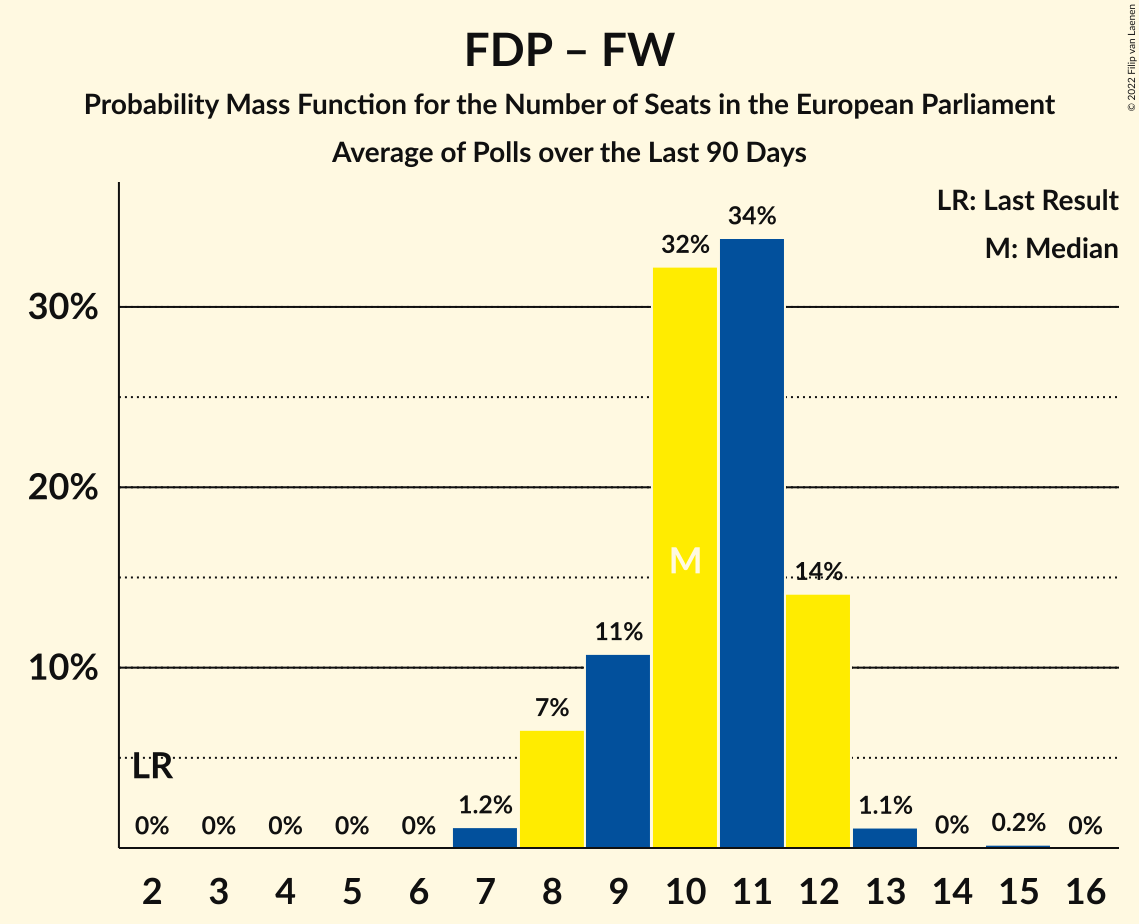 FDP – FW
Probability Mass Function for the Number of Seats in the European Parliament
Average of Polls over the Last 90 Days
© 2022 Filip van Laenen
LR: Last Result
M: Median
34%
32%
30%
20%
M
14%
11%
10%
7%
LR
1.2%
1.1%
0% 0% 0% 0% 0% 0% 0.2% 0%
2 3 4 5 6 7 8 9 10 11 12 13 14 15 16